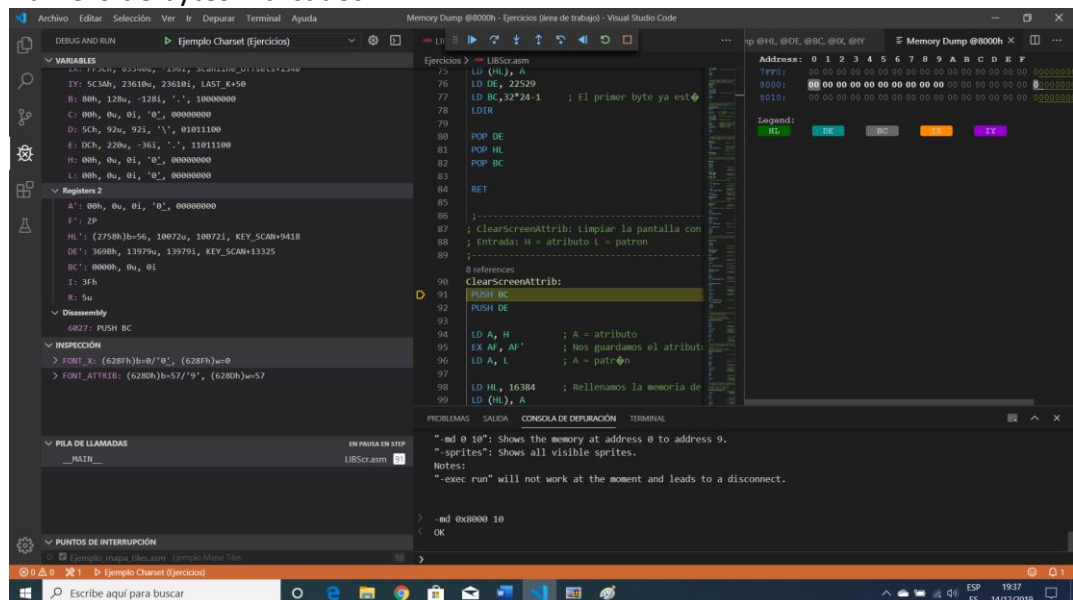 Archivo Editar Selección Ver Ir Depurar Terminal Ayuda
Memory Dump @8000h - Ejercicios (área de trabajo) - Visual Studio Code
DEBUG AND RUN
Ejemplo Charset (Ejercicios)
VARIABLES
IY: 5C3Ah, 23610u, 23610i, LAST_K+50
B: 80h, 128u, -128i, '.', 10000000
C: 00h, 0u, 0i, '0̲', 00000000
D: 5Ch, 92u, 92i, '\', 01011100
E: DCh, 220u, -36i, '.', 11011100
H: 00h, 0u, 0i, '0̲', 00000000
L: 00h, 0u, 0i, '0̲', 00000000
Registers 2
A': 00h, 0u, 0i, '0̲', 00000000
F': ZP
HL': (2758h)b=56, 10072u, 10072i, KEY_SCAN+9418
DE': 369Bh, 13979u, 13979i, KEY_SCAN+13325
BC': 0000h, 0u, 0i
I: 3Fh
R: 5u
Disassembly
6027: PUSH BC
INSPECCIÓN
FONT_X: (628Fh)b=0/'0̲', (628Fh)w=0
FONT_ATTRIB: (628Dh)b=57/'9', (628Dh)w=57
PILA DE LLAMADAS
EN PAUSA EN STEP
__MAIN__
LIBScr.asm 91
PUNTOS DE INTERRUPCIÓN
Ejemplo_mapa_tiles.asm Ejemplo Mapa Tiles 10
Ejercicios > LIBScr.asm
75 LD (HL), A
76 LD DE, 22529
77 LD BC,32*24-1 ; El primer byte ya est�
78 LDIR
79
80 POP DE
81 POP HL
82 POP BC
83
84 RET
85
86 ;----------------------------------
87 ; ClearScreenAttrib: Limpiar la pantalla con
88 ; Entrada: H = atributo L = patron
89 ;----------------------------------
8 references
90 ClearScreenAttrib:
91 PUSH BC
92 PUSH DE
93
94 LD A, H ; A = atributo
95 EX AF, AF' ; Nos guardamos el atribut
96 LD A, L ; A = patr�n
97
98 LD HL, 16384 ; Rellenamos la memoria de
99 LD (HL), A
mp @HL, @DE, @BC, @IX, @IY
Memory Dump @8000h
Address: 0 1 2 3 4 5 6 7 8 9 A B C D E F
7FF0: 00 00 00 00 00 00 00 00 00 00 00 00 00 00 00 00
8000: 00 00 00 00 00 00 00 00 00 00 00 00 00 00 00 00
8010: 00 00 00 00 00 00 00 00 00 00 00 00 00 00 00 00
Legend:
HL DE BC IX IY
PROBLEMAS SALIDA CONSOLA DE DEPURACIÓN TERMINAL
"-md 0 10": Shows the memory at address 0 to address 9.
"-sprites": Shows all visible sprites.
Notes:
"-exec run" will not work at the moment and leads to a disconnect.
> -md 0x8000 10
< OK
>
0 0 1 Ejemplo Charset (Ejercicios)
1
Escribe aquí para buscar
ESP
19:37
ES
14/12/2019